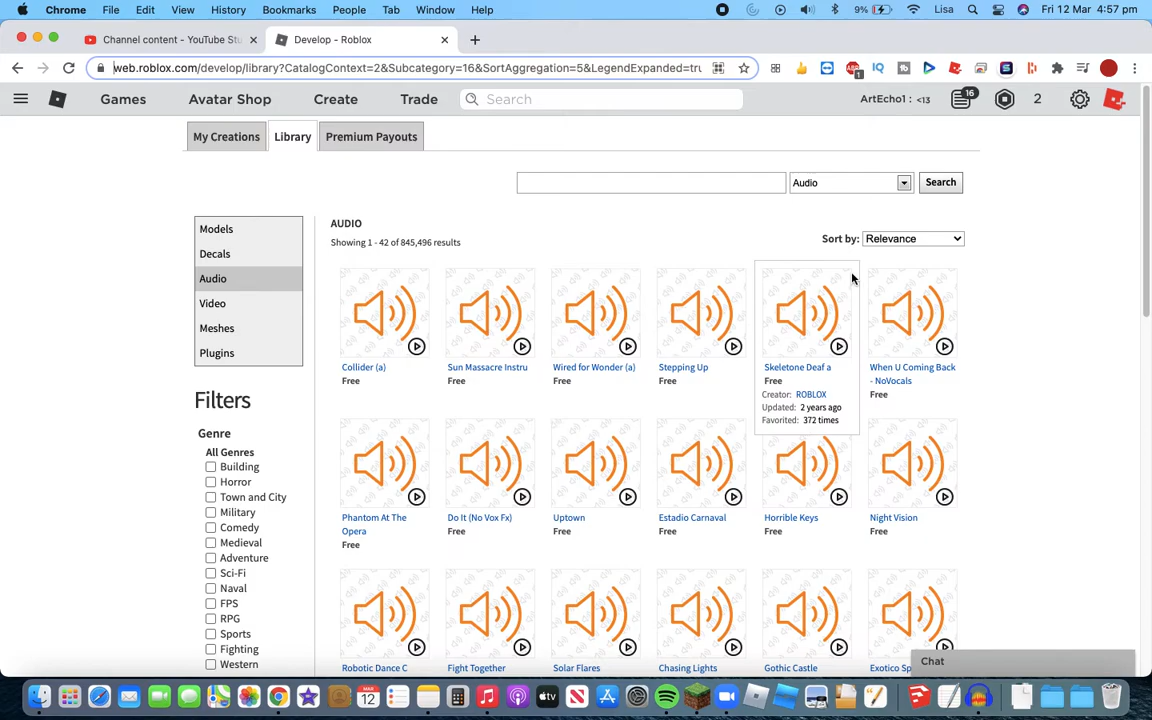 Chrome File Edit View History Bookmarks People Tab Window Help 9% Lisa Fri 12 Mar 4:57 pm
Channel content - YouTube Stu
Develop - Roblox
web.roblox.com/develop/library?CatalogContext=2&Subcategory=16&SortAggregation=5&LegendExpanded=tru
Games Avatar Shop Create Trade Search ArtEcho1 : <13 16 2
My Creations Library Premium Payouts
Audio Search
Models
Decals
Audio
Video
Meshes
Plugins
AUDIO
Showing 1 - 42 of 845,496 results
Sort by: Relevance
Collider (a)
Free
Sun Massacre Instru
Free
Wired for Wonder (a)
Free
Stepping Up
Free
Skeletone Deaf a
Free
Creator: ROBLOX
Updated: 2 years ago
Favorited: 372 times
When U Coming Back
- NoVocals
Free
Phantom At The
Opera
Free
Do It (No Vox Fx)
Free
Uptown
Free
Estadio Carnaval
Free
Horrible Keys
Free
Night Vision
Free
Robotic Dance C
Fight Together
Solar Flares
Chasing Lights
Gothic Castle
Exotico Sp
Filters
Genre
All Genres
Building
Horror
Town and City
Military
Comedy
Medieval
Adventure
Sci-Fi
Naval
FPS
RPG
Sports
Fighting
Western
Chat